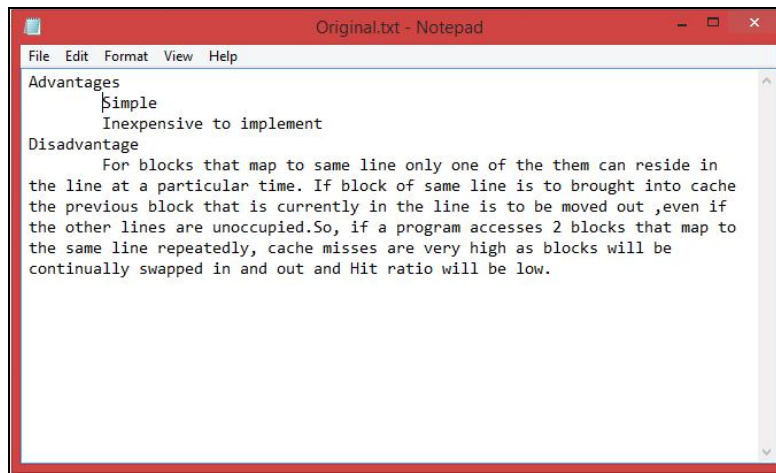 Original.txt - Notepad
File Edit Format View Help
Advantages
Simple
Inexpensive to implement
Disadvantage
For blocks that map to same line only one of the them can reside in
the line at a particular time. If block of same line is to brought into cache
the previous block that is currently in the line is to be moved out ,even if
the other lines are unoccupied.So, if a program accesses 2 blocks that map to
the same line repeatedly, cache misses are very high as blocks will be
continually swapped in and out and Hit ratio will be low.